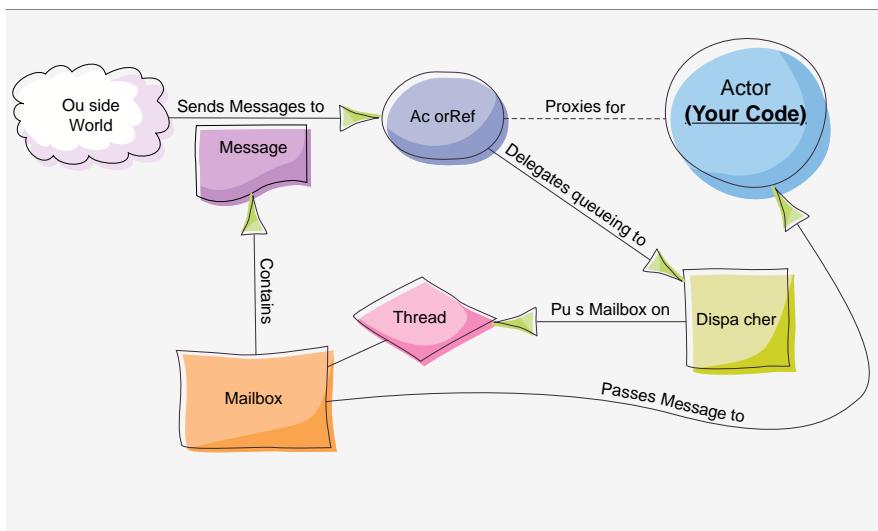 Ou side
World
Sends Messages to
Ac orRef
Proxies for
Actor
(Your Code)
Message
Delegates queueing to
Contains
Thread
Pu s Mailbox on
Dispa cher
Mailbox
Passes Message to